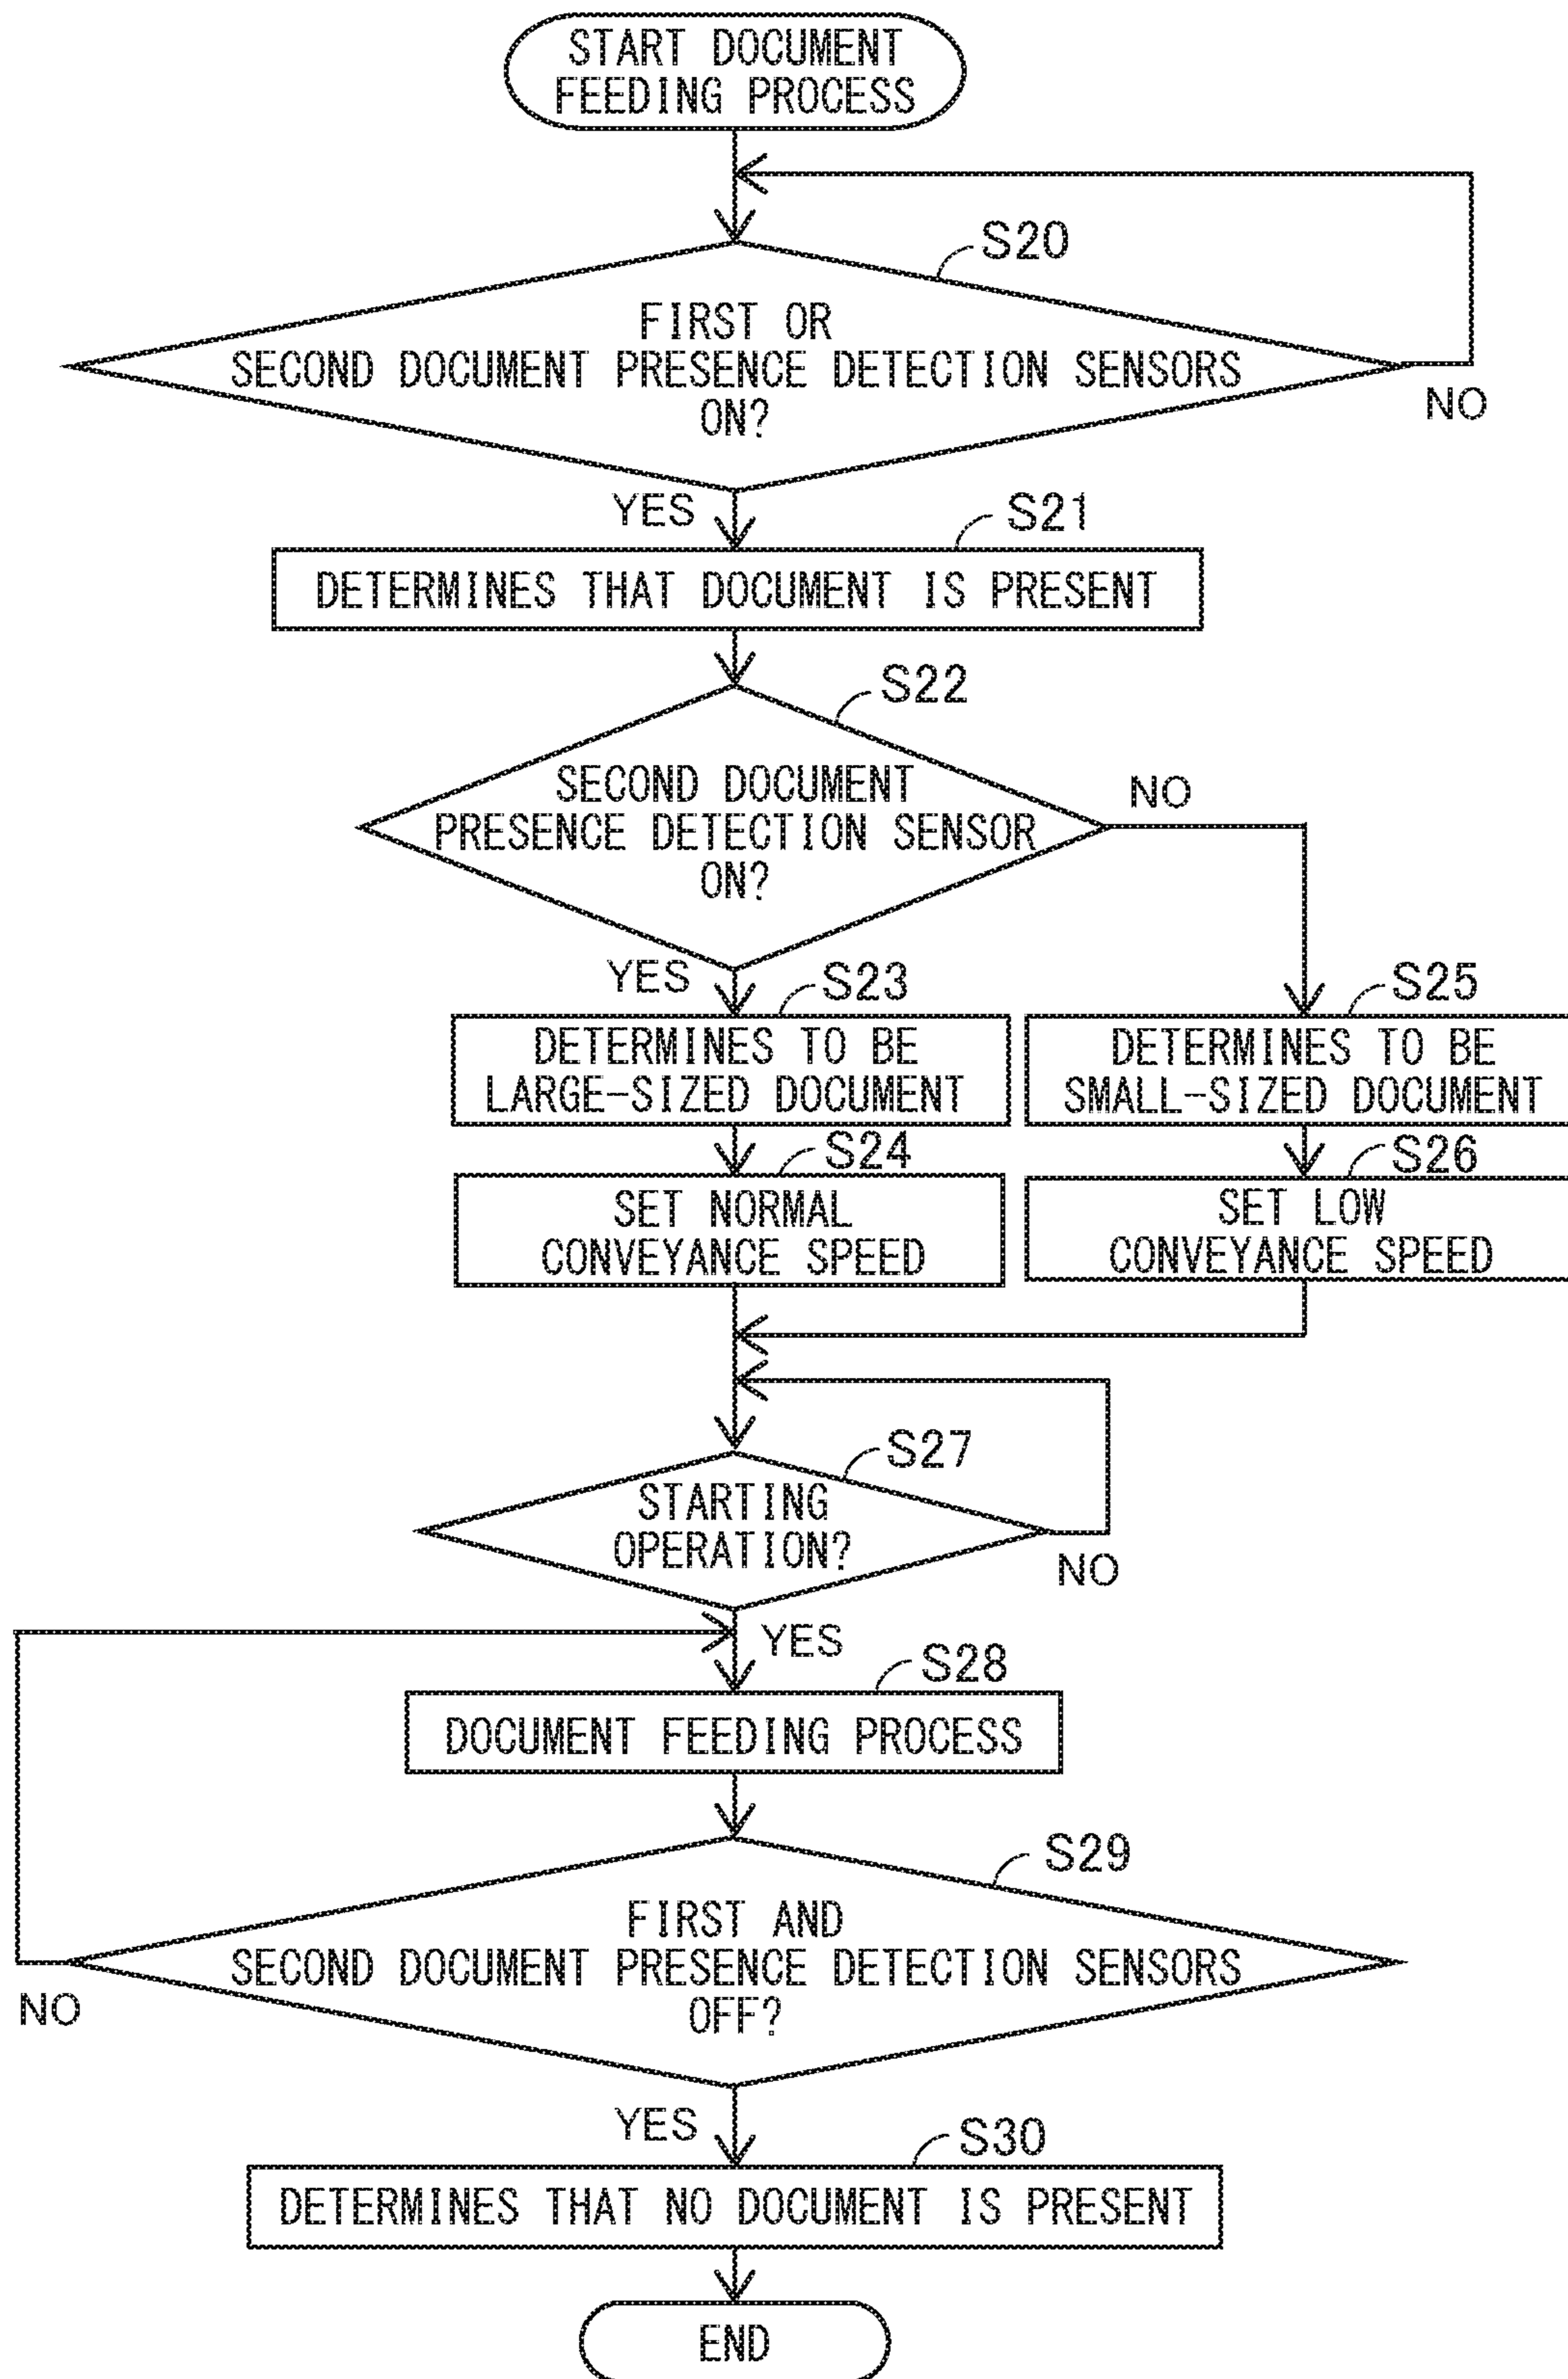 START DOCUMENT
FEEDING PROCESS
S20
FIRST OR
SECOND DOCUMENT PRESENCE DETECTION SENSORS
ON?
NO
YES
S21
DETERMINES THAT DOCUMENT IS PRESENT
S22
SECOND DOCUMENT
PRESENCE DETECTION SENSOR
ON?
NO
YES
S23
DETERMINES TO BE
LARGE-SIZED DOCUMENT
S25
DETERMINES TO BE
SMALL-SIZED DOCUMENT
S24
SET NORMAL
CONVEYANCE SPEED
S26
SET LOW
CONVEYANCE SPEED
S27
STARTING
OPERATION?
NO
YES
S28
DOCUMENT FEEDING PROCESS
S29
FIRST AND
SECOND DOCUMENT PRESENCE DETECTION SENSORS
OFF?
NO
YES
S30
DETERMINES THAT NO DOCUMENT IS PRESENT
END